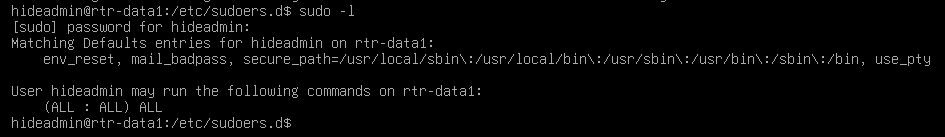 hideadmin@rtr-data1:/etc/sudoers.d$ sudo -l
[sudo] password for hideadmin:
Matching Defaults entries for hideadmin on rtr-data1:
    env_reset, mail_badpass, secure_path=/usr/local/sbin\:/usr/local/bin\:/usr/sbin\:/usr/bin\:/sbin\:/bin, use_pty

User hideadmin may run the following commands on rtr-data1:
    (ALL : ALL) ALL
hideadmin@rtr-data1:/etc/sudoers.d$